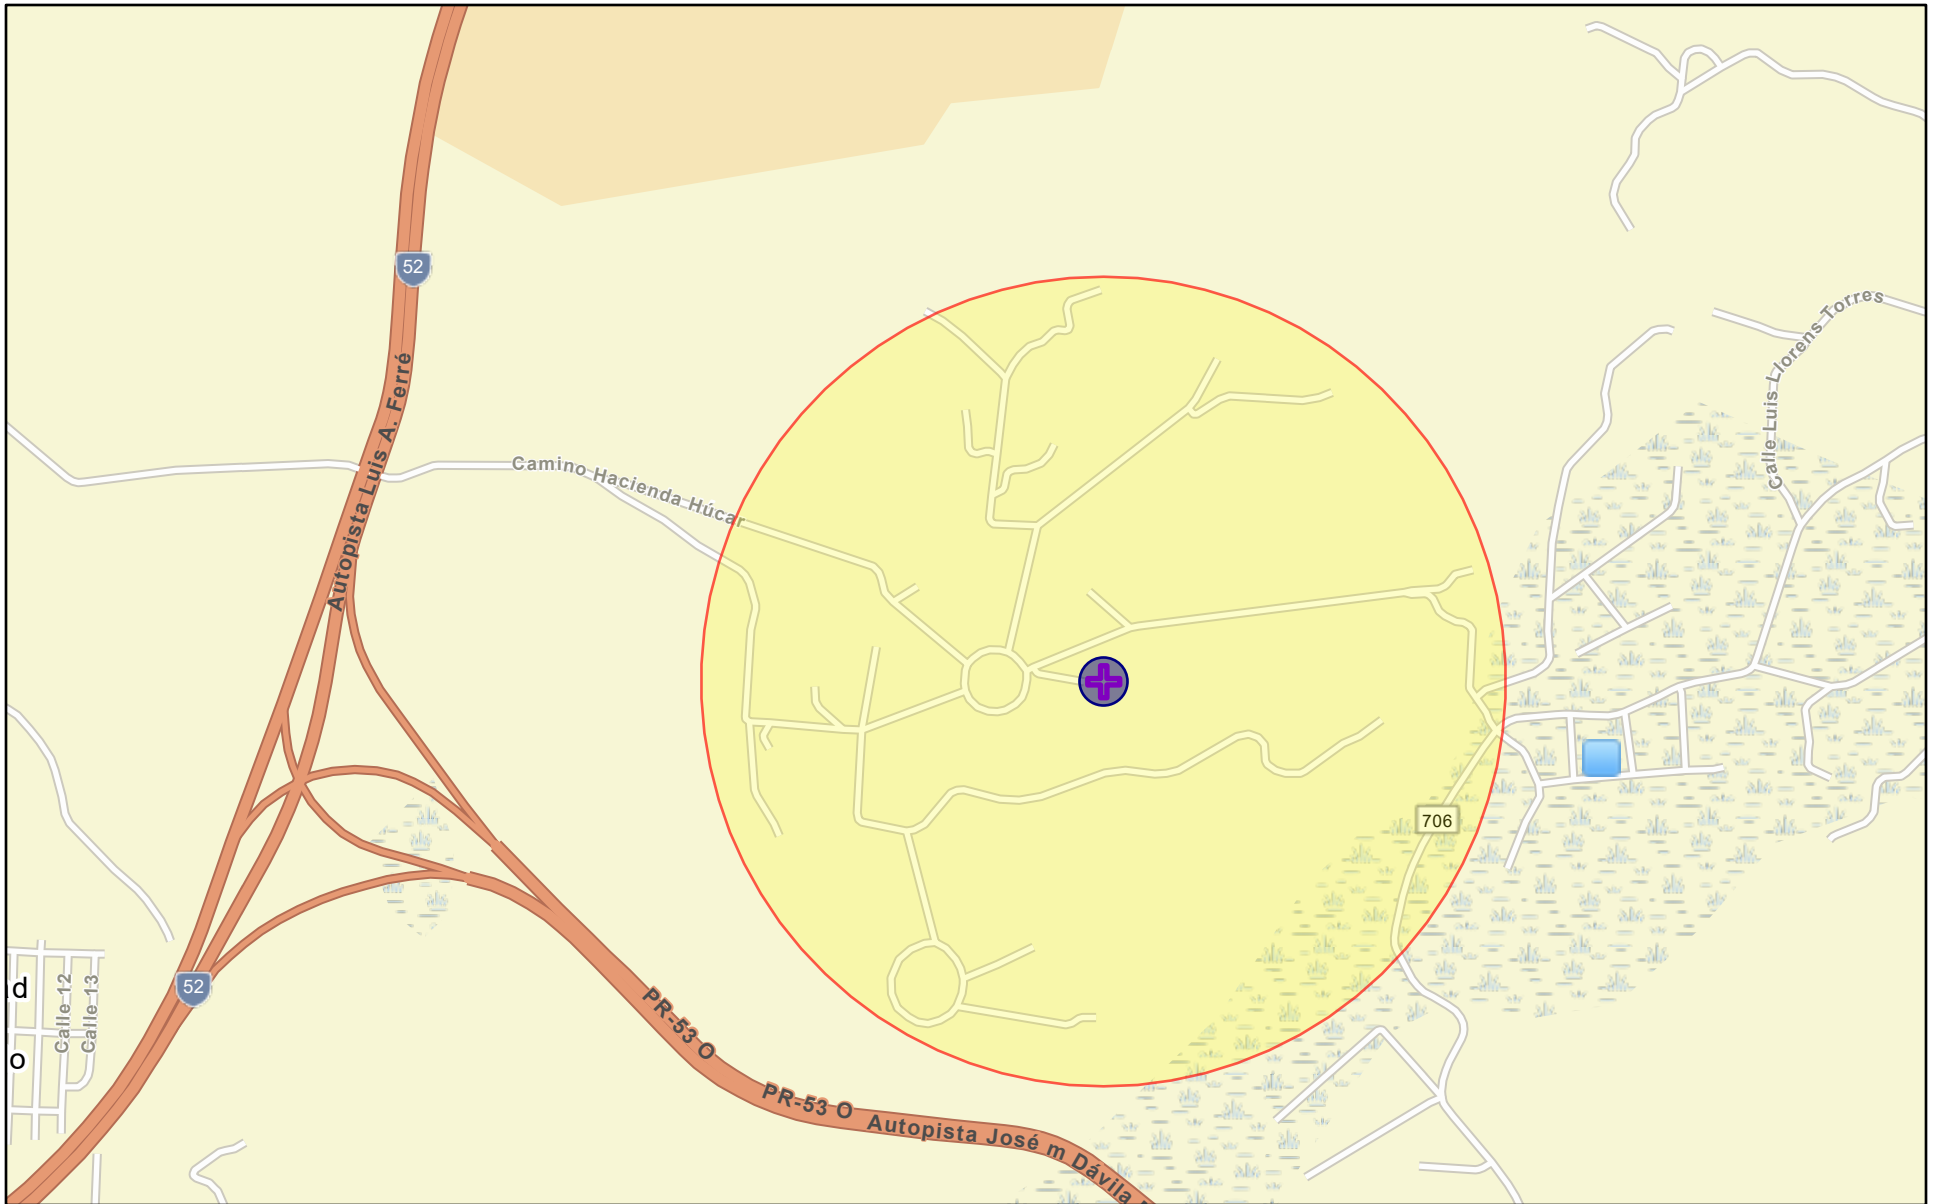 52
Calle Luis Llorens Torres
Autopista Luis A. Ferré
Camino Hacienda Húcar
706
52
Calle 12
Calle 13
PR-53 O
PR-53 O
Autopista José m Dávila